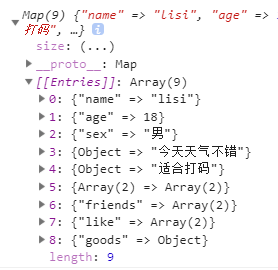 Map(9) {"name" => "lisi", "age" =>
打码", …}
size: (...)
__proto__: Map
[[Entries]]: Array(9)
0: {"name" => "lisi"}
1: {"age" => 18}
2: {"sex" => "男"}
3: {Object => "今天天气不错"}
4: {Object => "适合打码"}
5: {Array(2) => Array(2)}
6: {"friends" => Array(2)}
7: {"like" => Array(2)}
8: {"goods" => Object}
length: 9